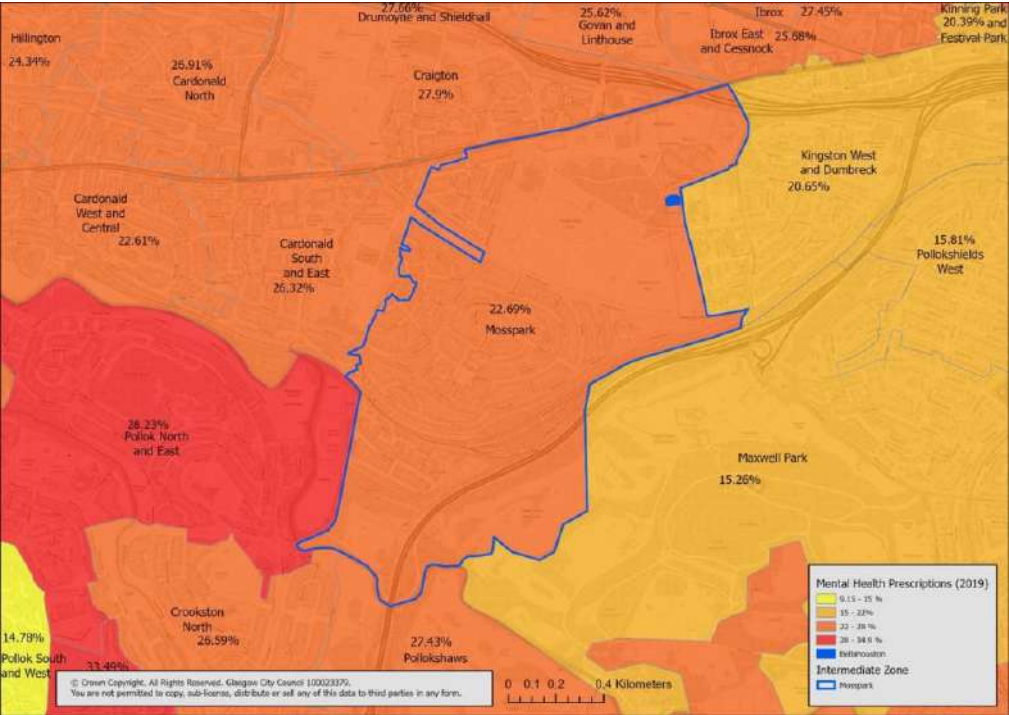 27.66%
Drumoyne and Shieldhall
25.62%
Govan and
Linthouse
Ibrox 27.45%
Ibrox East
and Cessnock 25.68%
Kinning Park
20.39% and
Festival Park
Hillington
24.34%
26.91%
Cardonald
North
Craigton
27.9%
Kingston West
and Dumbreck
20.65%
Cardonald
West and
Central
22.61%
Cardonald
South
and East
26.32%
15.81%
Pollokshields
West
22.69%
Mosspark
28.23%
Pollok North
and East
Maxwell Park
15.26%
Crookston
North
26.59%
27.43%
Pollokshaws
14.78%
Pollok South
and West
33.49%
Mental Health Prescriptions (2019)
9.15 - 15 %
15 - 22%
22 - 28 %
28 - 34.9 %
Bellahouston
Intermediate Zone
Mosspark
© Crown Copyright. All Rights Reserved. Glasgow City Council 100023379.
You are not permitted to copy, sub-license, distribute or sell any of this data to third parties in any form.
0 0.1 0.2 0.4 Kilometers